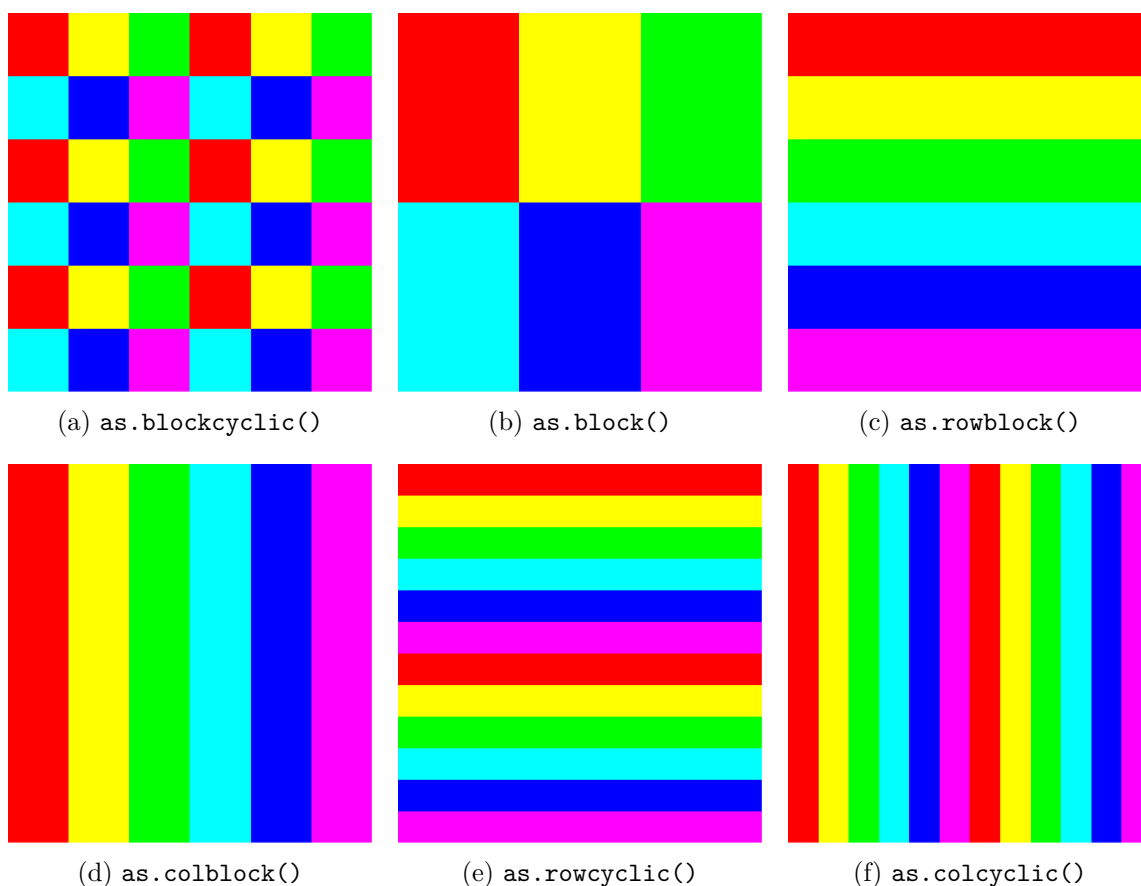 (a) as.blockcyclic()
(b) as.block()
(c) as.rowblock()
(d) as.colblock()
(e) as.rowcyclic()
(f) as.colcyclic()